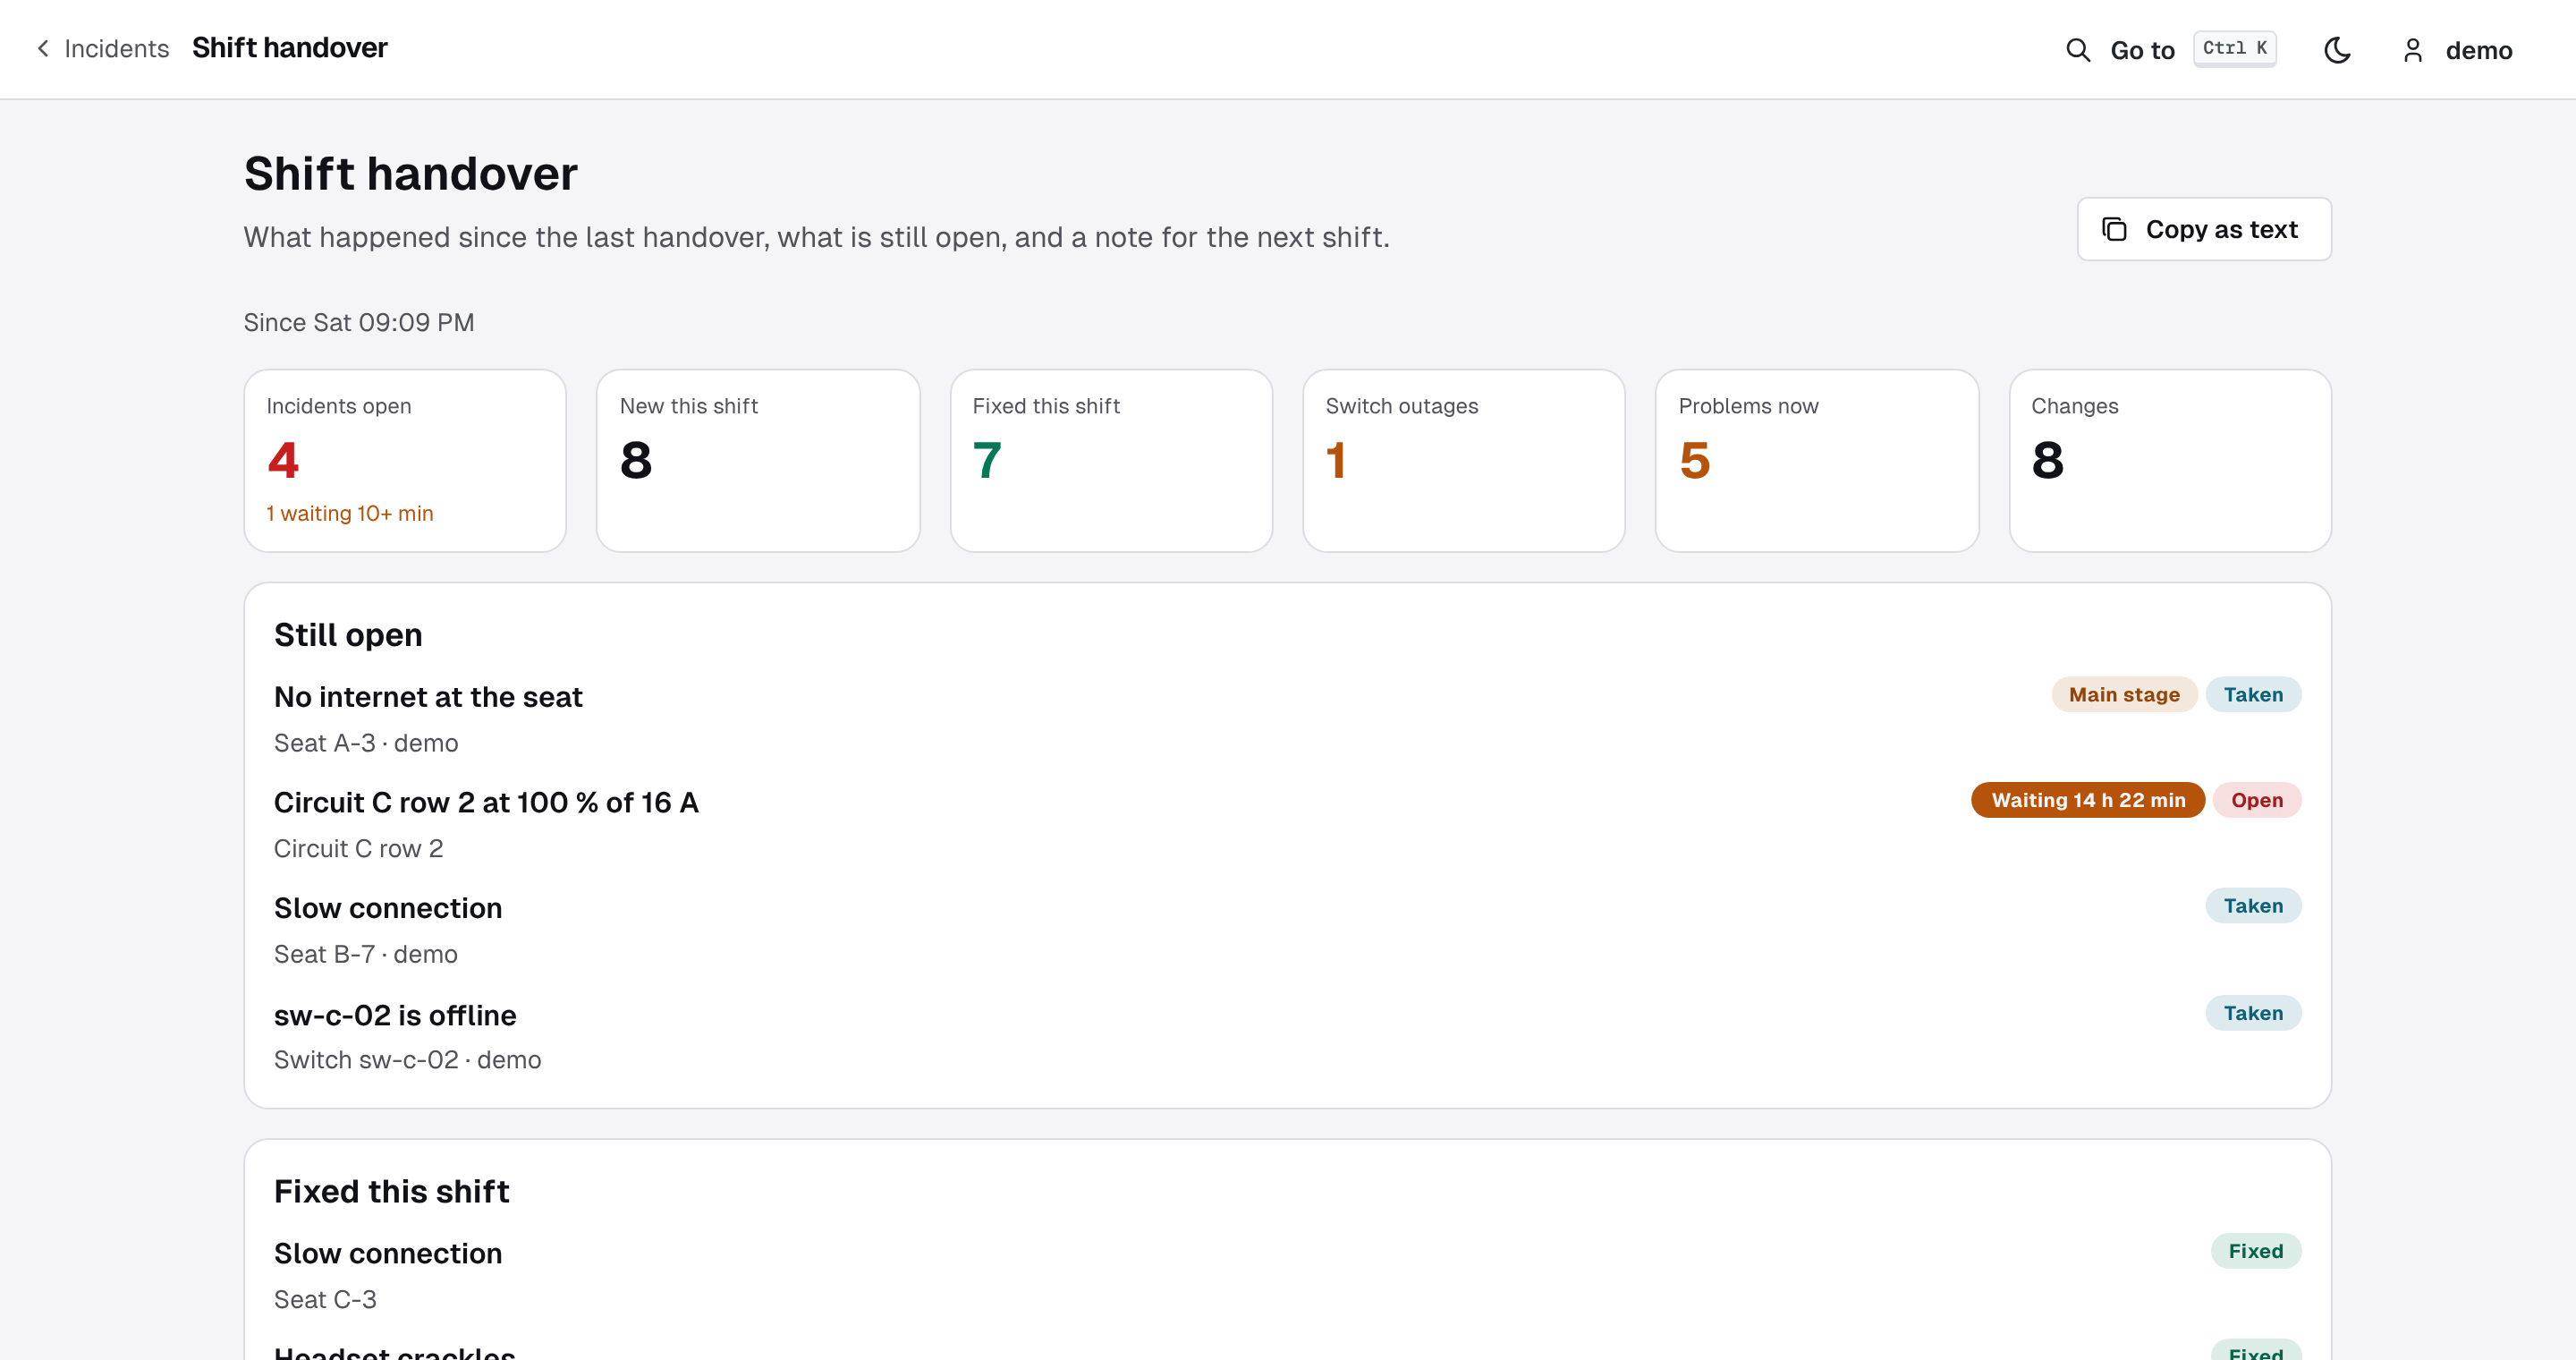 Incidents Shift handover Go to Ctrl K demo
Shift handover
What happened since the last handover, what is still open, and a note for the next shift.
Copy as text
Since Sat 09:09 PM
Incidents open
4
1 waiting 10+ min
New this shift
8
Fixed this shift
7
Switch outages
1
Problems now
5
Changes
8
Still open
No internet at the seat
Main stage Taken
Seat A-3 · demo
Circuit C row 2 at 100 % of 16 A
Waiting 14 h 22 min Open
Circuit C row 2
Slow connection
Taken
Seat B-7 · demo
sw-c-02 is offline
Taken
Switch sw-c-02 · demo
Fixed this shift
Slow connection
Fixed
Seat C-3
Headset crackles
Fixed